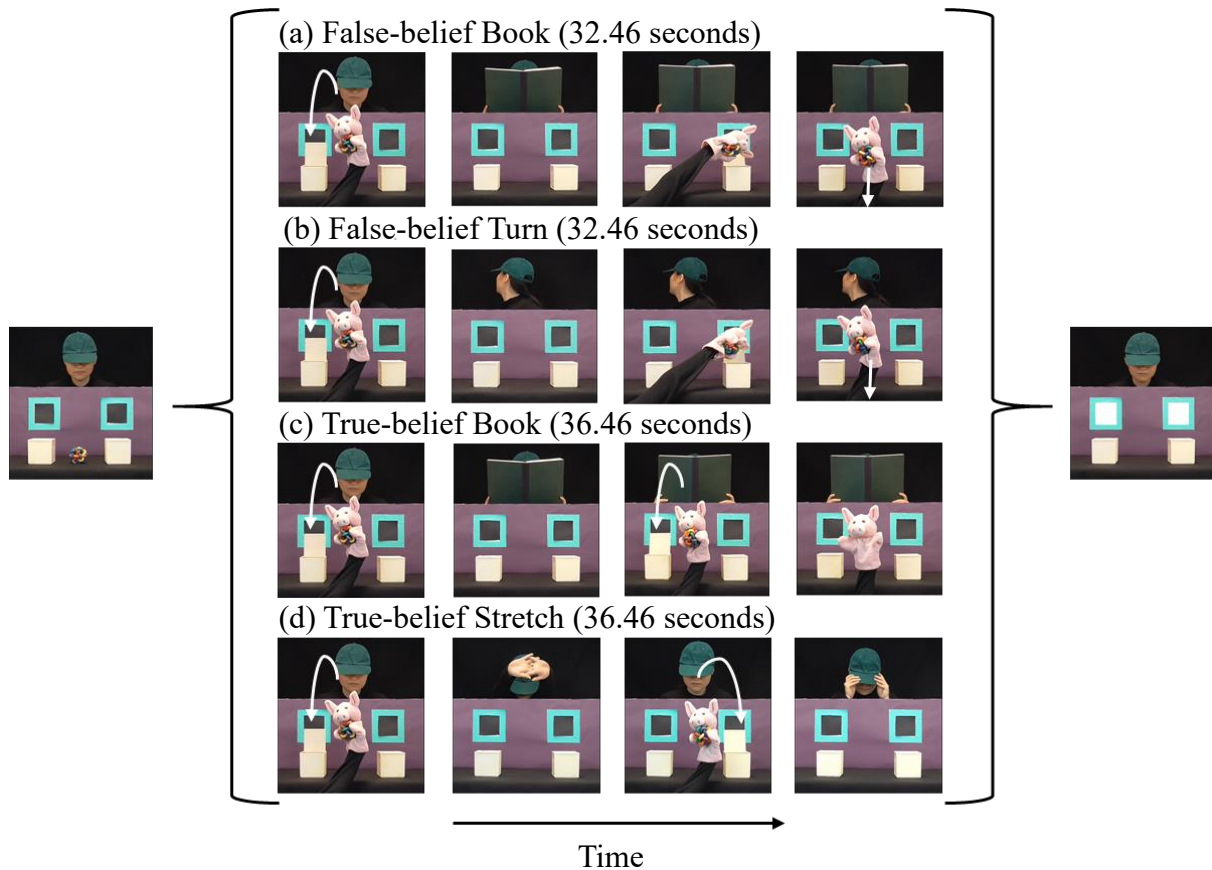 (a) False-belief Book (32.46 seconds)
(b) False-belief Turn (32.46 seconds)
(c) True-belief Book (36.46 seconds)
(d) True-belief Stretch (36.46 seconds)
Time